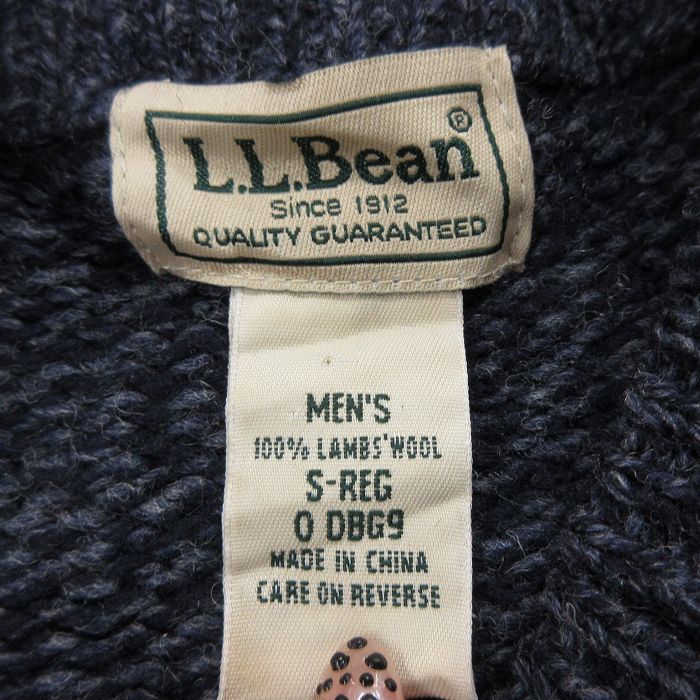 L.L.Bean®
Since 1912
QUALITY GUARANTEED
MEN'S
100% LAMBS'WOOL
S-REG
0 DBG9
MADE IN CHINA
CARE ON REVERSE